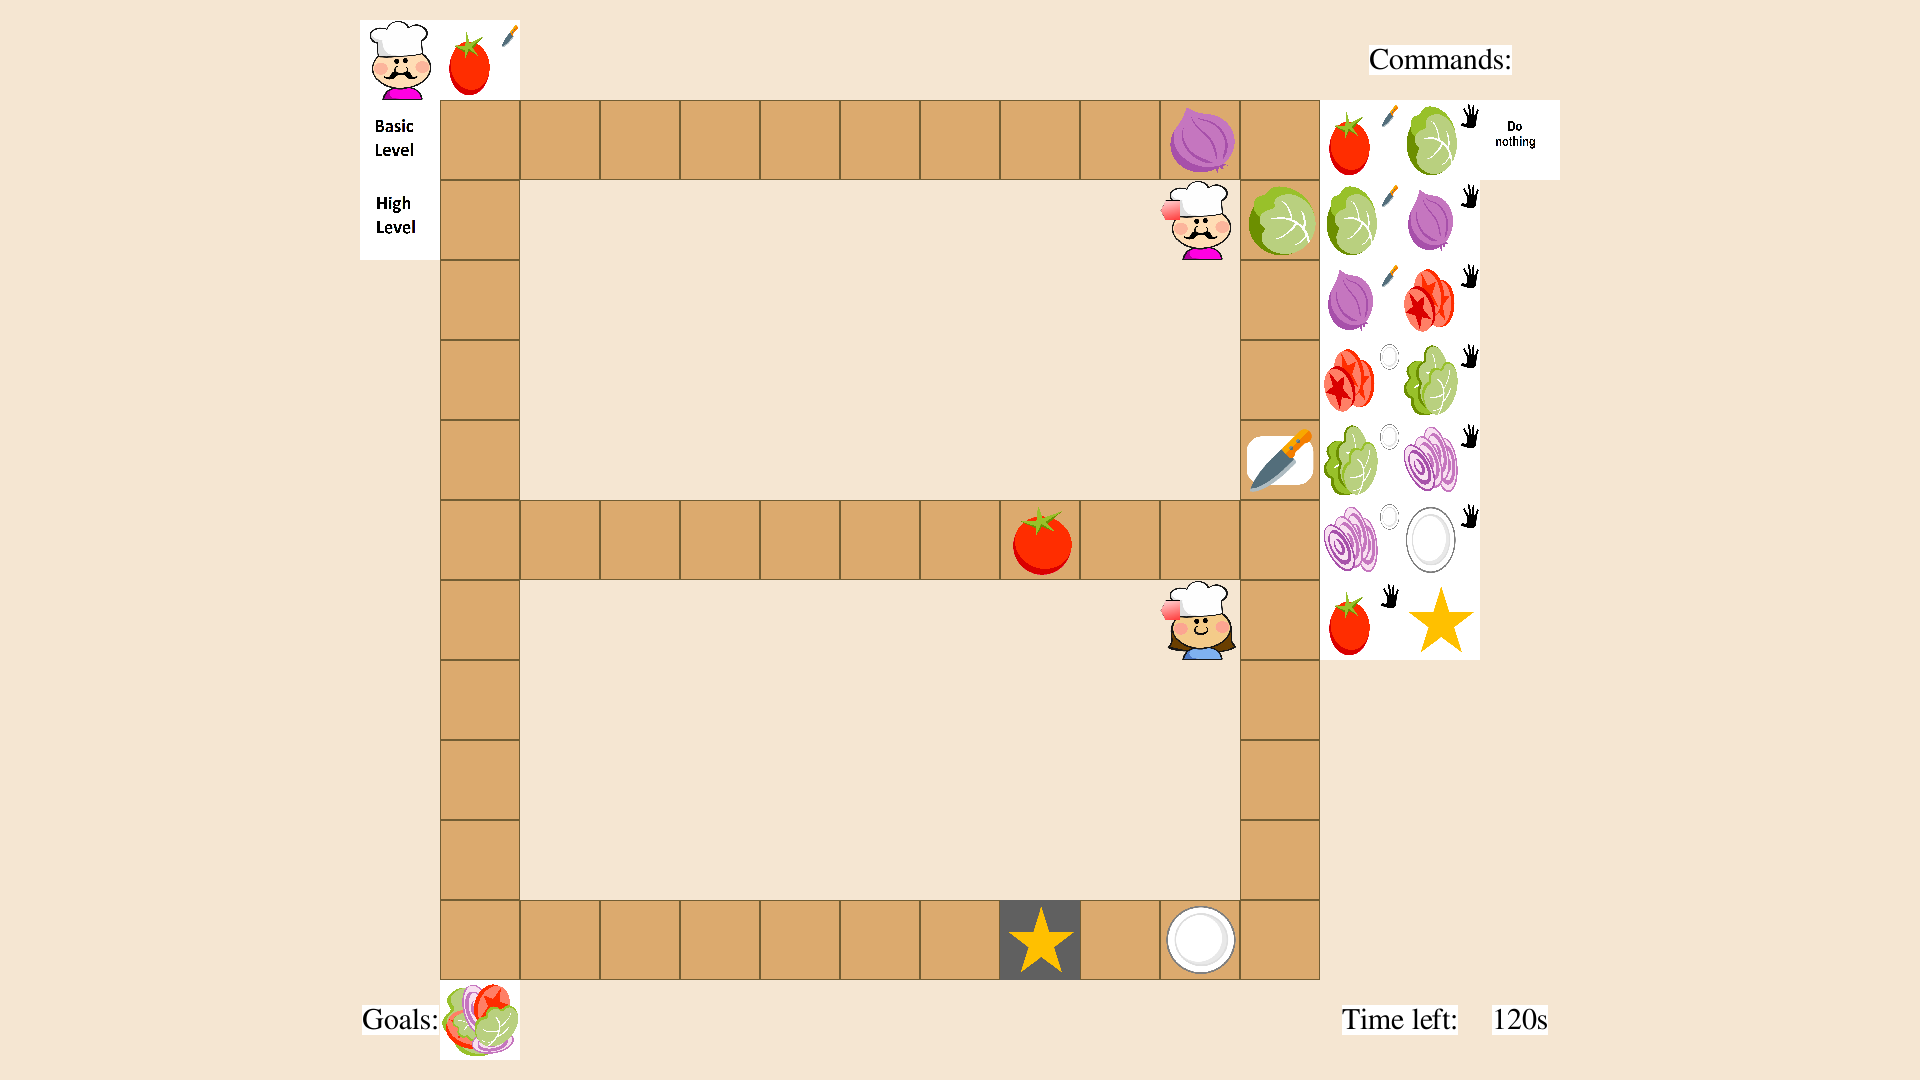 Commands:
Basic
Level
Do
nothing
High
Level
Goals:
Time left: 120s